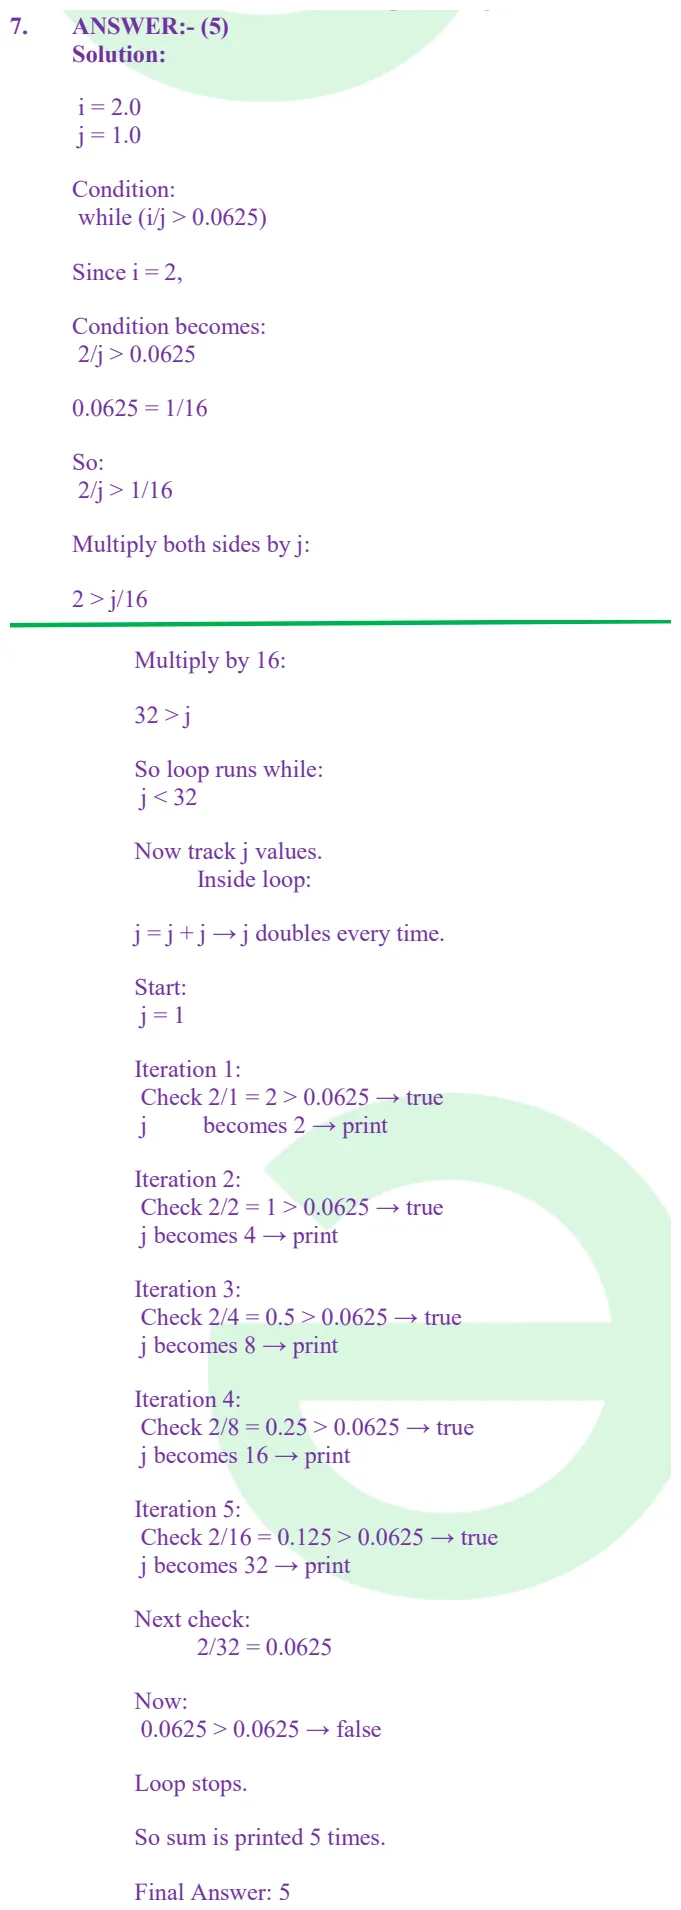 7. ANSWER:- (5)
Solution:
i = 2.0
j = 1.0
Condition:
while (i/j > 0.0625)
Since i = 2,
Condition becomes:
2/j > 0.0625
0.0625 = 1/16
So:
2/j > 1/16
Multiply both sides by j:
2 > j/16
Multiply by 16:
32 > j
So loop runs while:
j < 32
Now track j values.
Inside loop:
j = j + j → j doubles every time.
Start:
j = 1
Iteration 1:
Check 2/1 = 2 > 0.0625 → true
j becomes 2 → print
Iteration 2:
Check 2/2 = 1 > 0.0625 → true
j becomes 4 → print
Iteration 3:
Check 2/4 = 0.5 > 0.0625 → true
j becomes 8 → print
Iteration 4:
Check 2/8 = 0.25 > 0.0625 → true
j becomes 16 → print
Iteration 5:
Check 2/16 = 0.125 > 0.0625 → true
j becomes 32 → print
Next check:
2/32 = 0.0625
Now:
0.0625 > 0.0625 → false
Loop stops.
So sum is printed 5 times.
Final Answer: 5